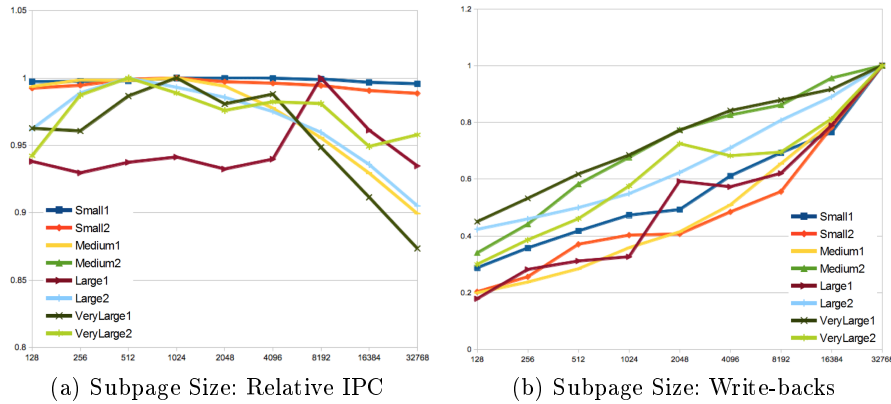 1.05
1
0.95
0.9
0.85
0.8
Small1
Small2
Medium1
Medium2
Large1
Large2
VeryLarge1
VeryLarge2
128 256 512 1024 2048 4096 8192 16384 32768
(a) Subpage Size: Relative IPC
1.2
1
0.8
0.6
0.4
0.2
0
Small1
Small2
Medium1
Medium2
Large1
Large2
VeryLarge1
VeryLarge2
128 256 512 1024 2048 4096 8192 16384 32768
(b) Subpage Size: Write-backs